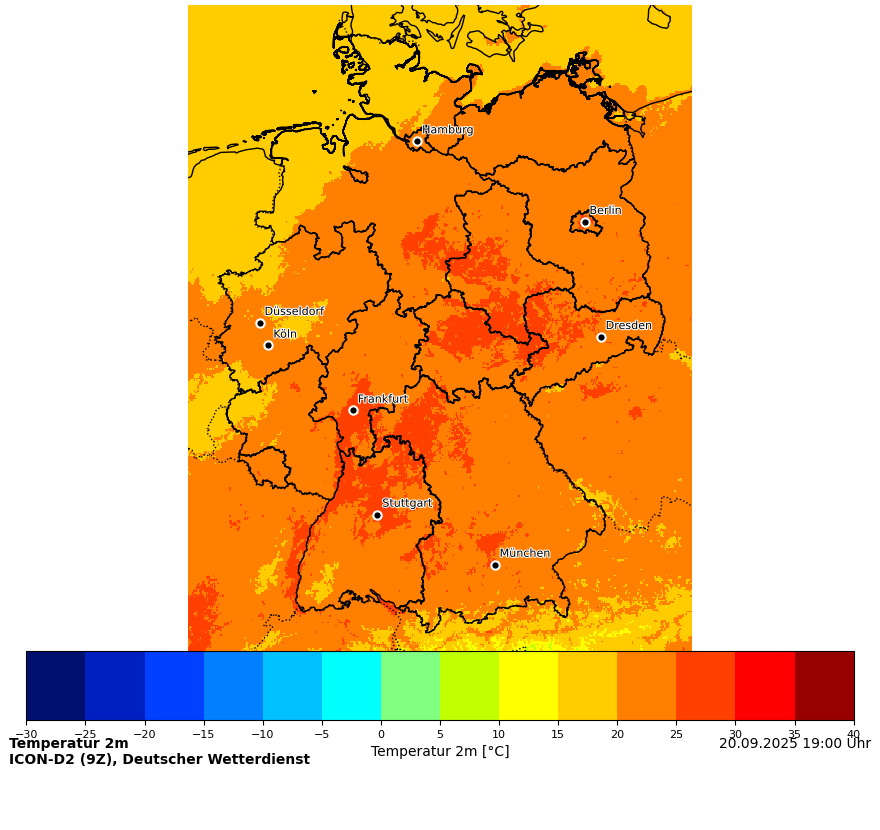 Hamburg
Berlin
Düsseldorf
Köln
Dresden
Frankfurt
Stuttgart
München
−30 −25 −20 −15 −10 −5 0 5 10 15 20 25 30 35 40
Temperatur 2m
Temperatur 2m [°C]
20.09.2025 19:00 Uhr
ICON-D2 (9Z), Deutscher Wetterdienst